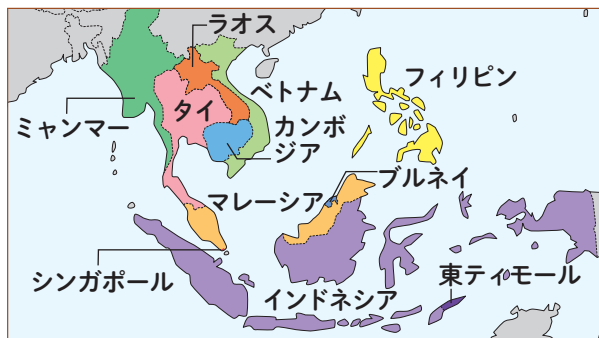 ラオス
ベトナム
フィリピン
タイ
ミャンマー
カンボ
ジア
マレーシア
ブルネイ
シンガポール
インドネシア
東ティモール